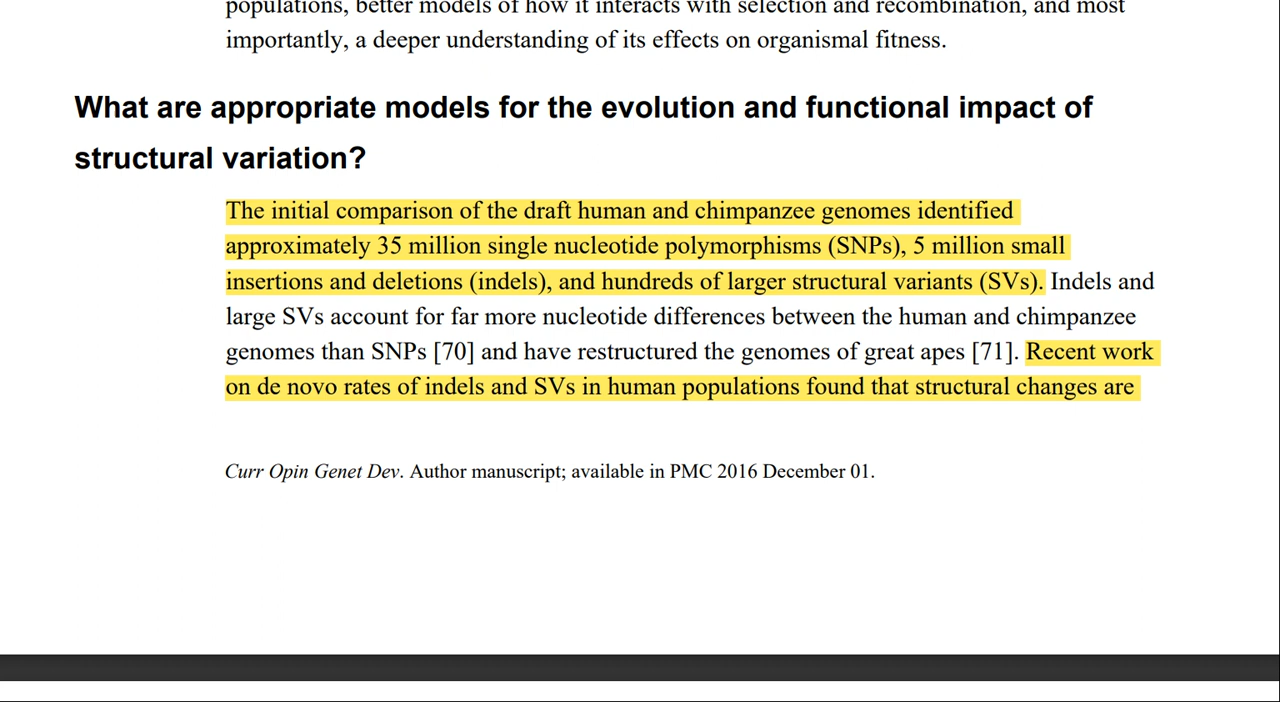 populations, better models of how it interacts with selection and recombination, and most
importantly, a deeper understanding of its effects on organismal fitness.
What are appropriate models for the evolution and functional impact of
structural variation?
The initial comparison of the draft human and chimpanzee genomes identified
approximately 35 million single nucleotide polymorphisms (SNPs), 5 million small
insertions and deletions (indels), and hundreds of larger structural variants (SVs). Indels and
large SVs account for far more nucleotide differences between the human and chimpanzee
genomes than SNPs [70] and have restructured the genomes of great apes [71]. Recent work
on de novo rates of indels and SVs in human populations found that structural changes are
Curr Opin Genet Dev. Author manuscript; available in PMC 2016 December 01.